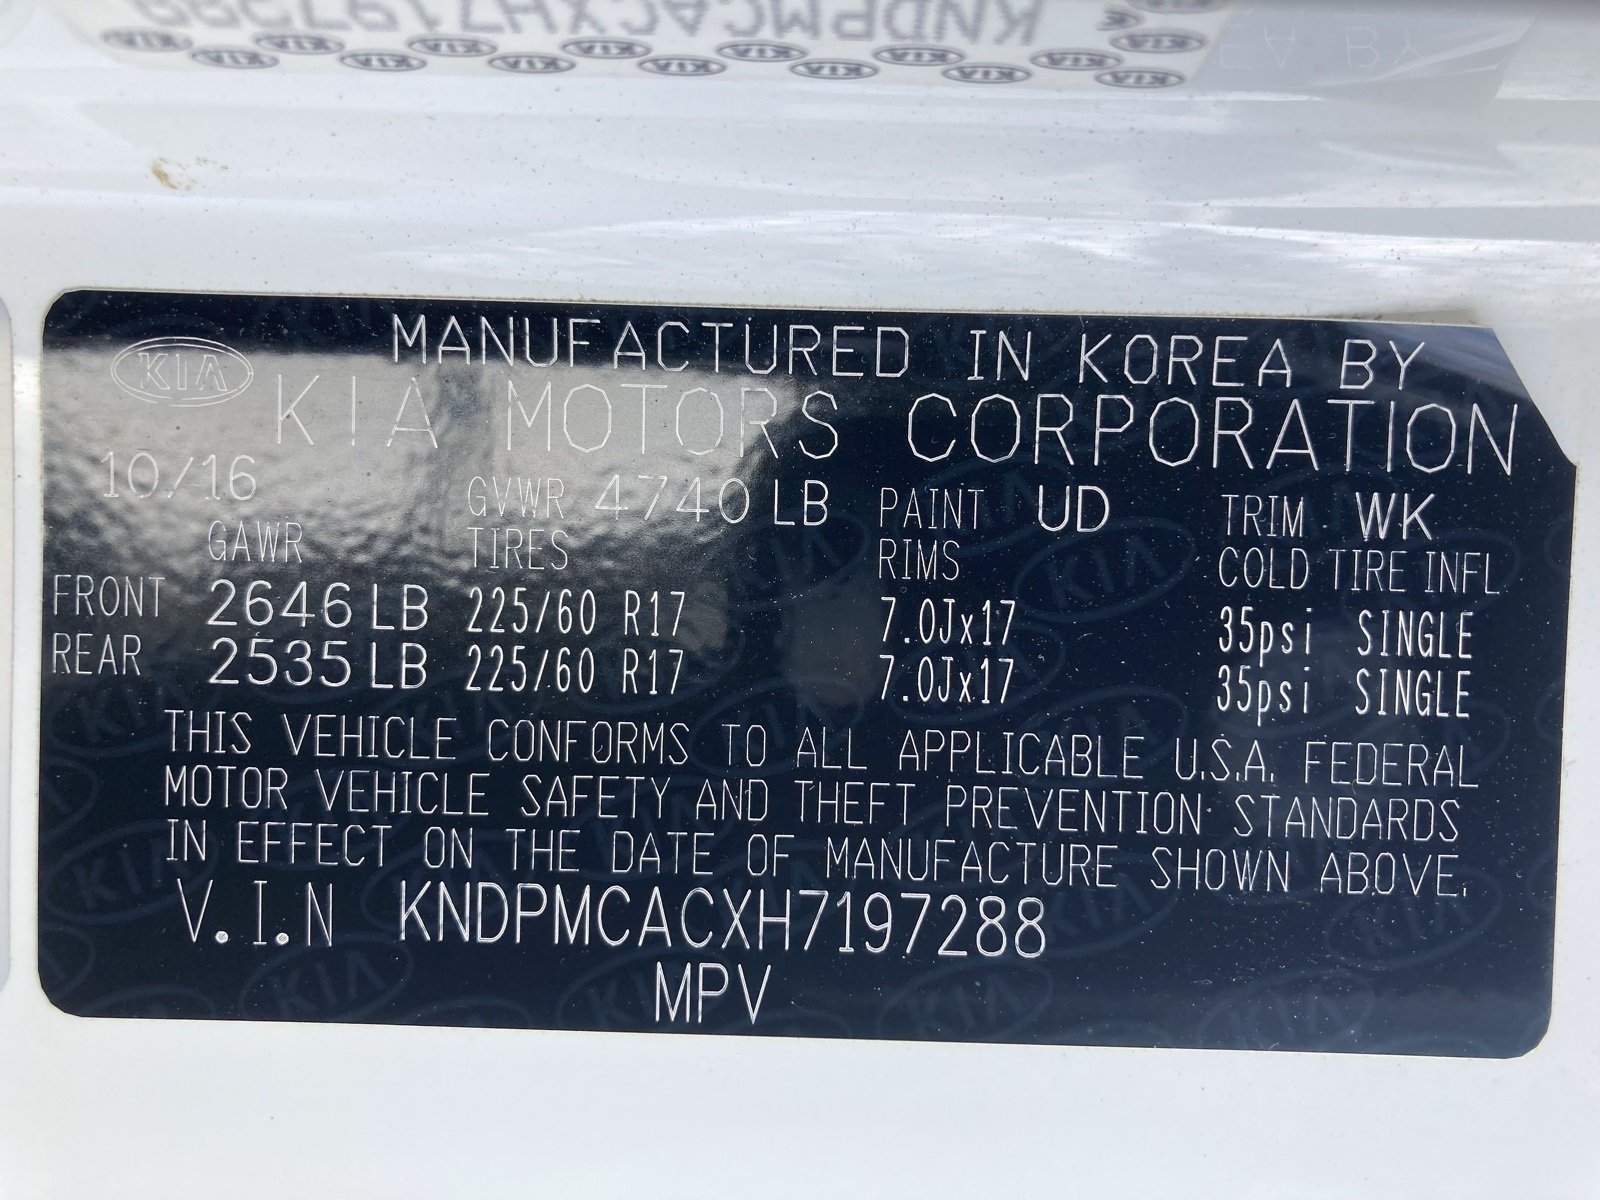 KNDPMCACXH7197288
KIA
MANUFACTURED IN KOREA BY
KIA MOTORS CORPORATION
10/16 GVWR 4740 LB PAINT UD TRIM WK
GAWR TIRES RIMS COLD TIRE INFL
FRONT 2646 LB 225/60 R17 7.0Jx17 35psi SINGLE
REAR 2535 LB 225/60 R17 7.0Jx17 35psi SINGLE
THIS VEHICLE CONFORMS TO ALL APPLICABLE U.S.A. FEDERAL
MOTOR VEHICLE SAFETY AND THEFT PREVENTION STANDARDS
IN EFFECT ON THE DATE OF MANUFACTURE SHOWN ABOVE.
V.I.N KNDPMCACXH7197288
MPV